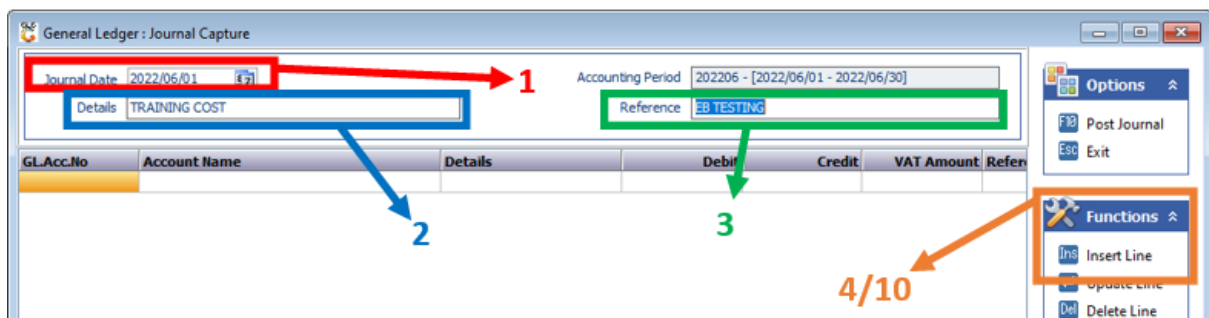 General Ledger : Journal Capture
Journal Date 2022/06/01 Accounting Period 202206 - [2022/06/01 - 2022/06/30]
1
Details TRAINING COST Reference EB TESTING
GL.Acc.No Account Name Details Debit Credit VAT Amount Refere
2
3
4/10
Options
F10 Post Journal
Esc Exit
Functions
Ins Insert Line
Update Line
Del Delete Line